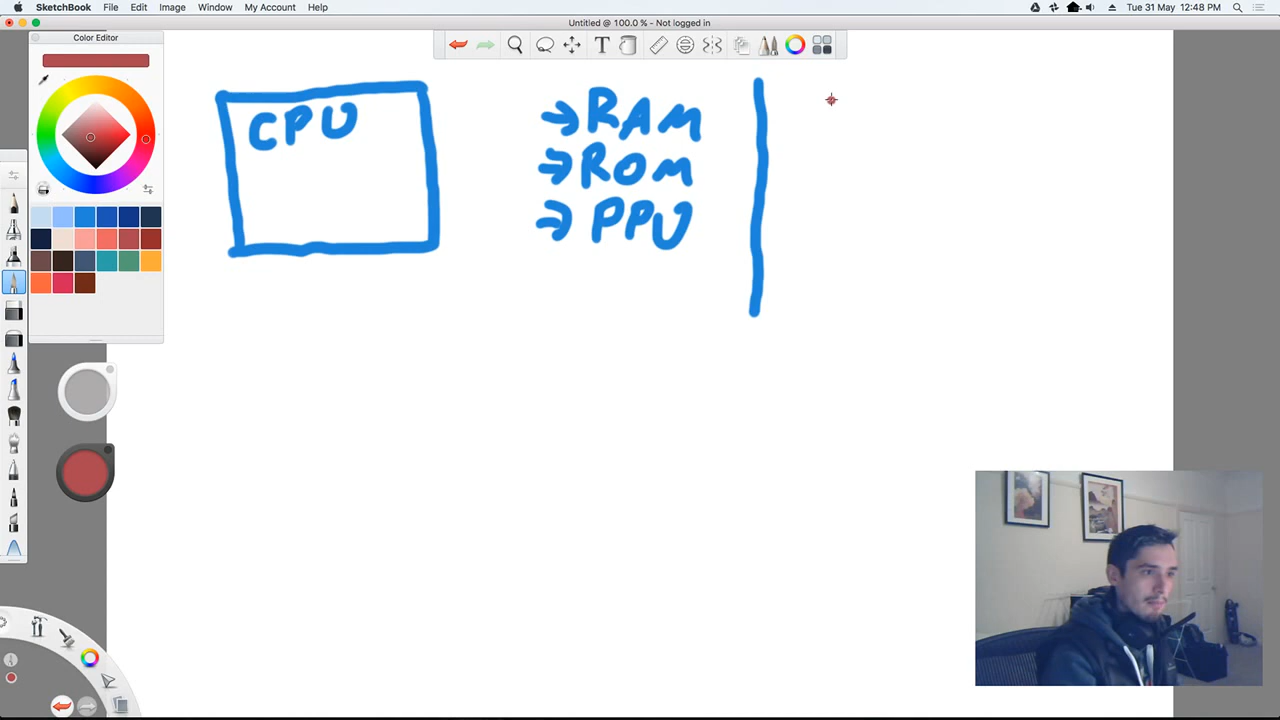 SketchBook File Edit Image Window My Account Help
Tue 31 May 12:48 PM
Untitled @ 100.0 % - Not logged in
Color Editor
T
CPU
→RAM
→ROM
→PPU